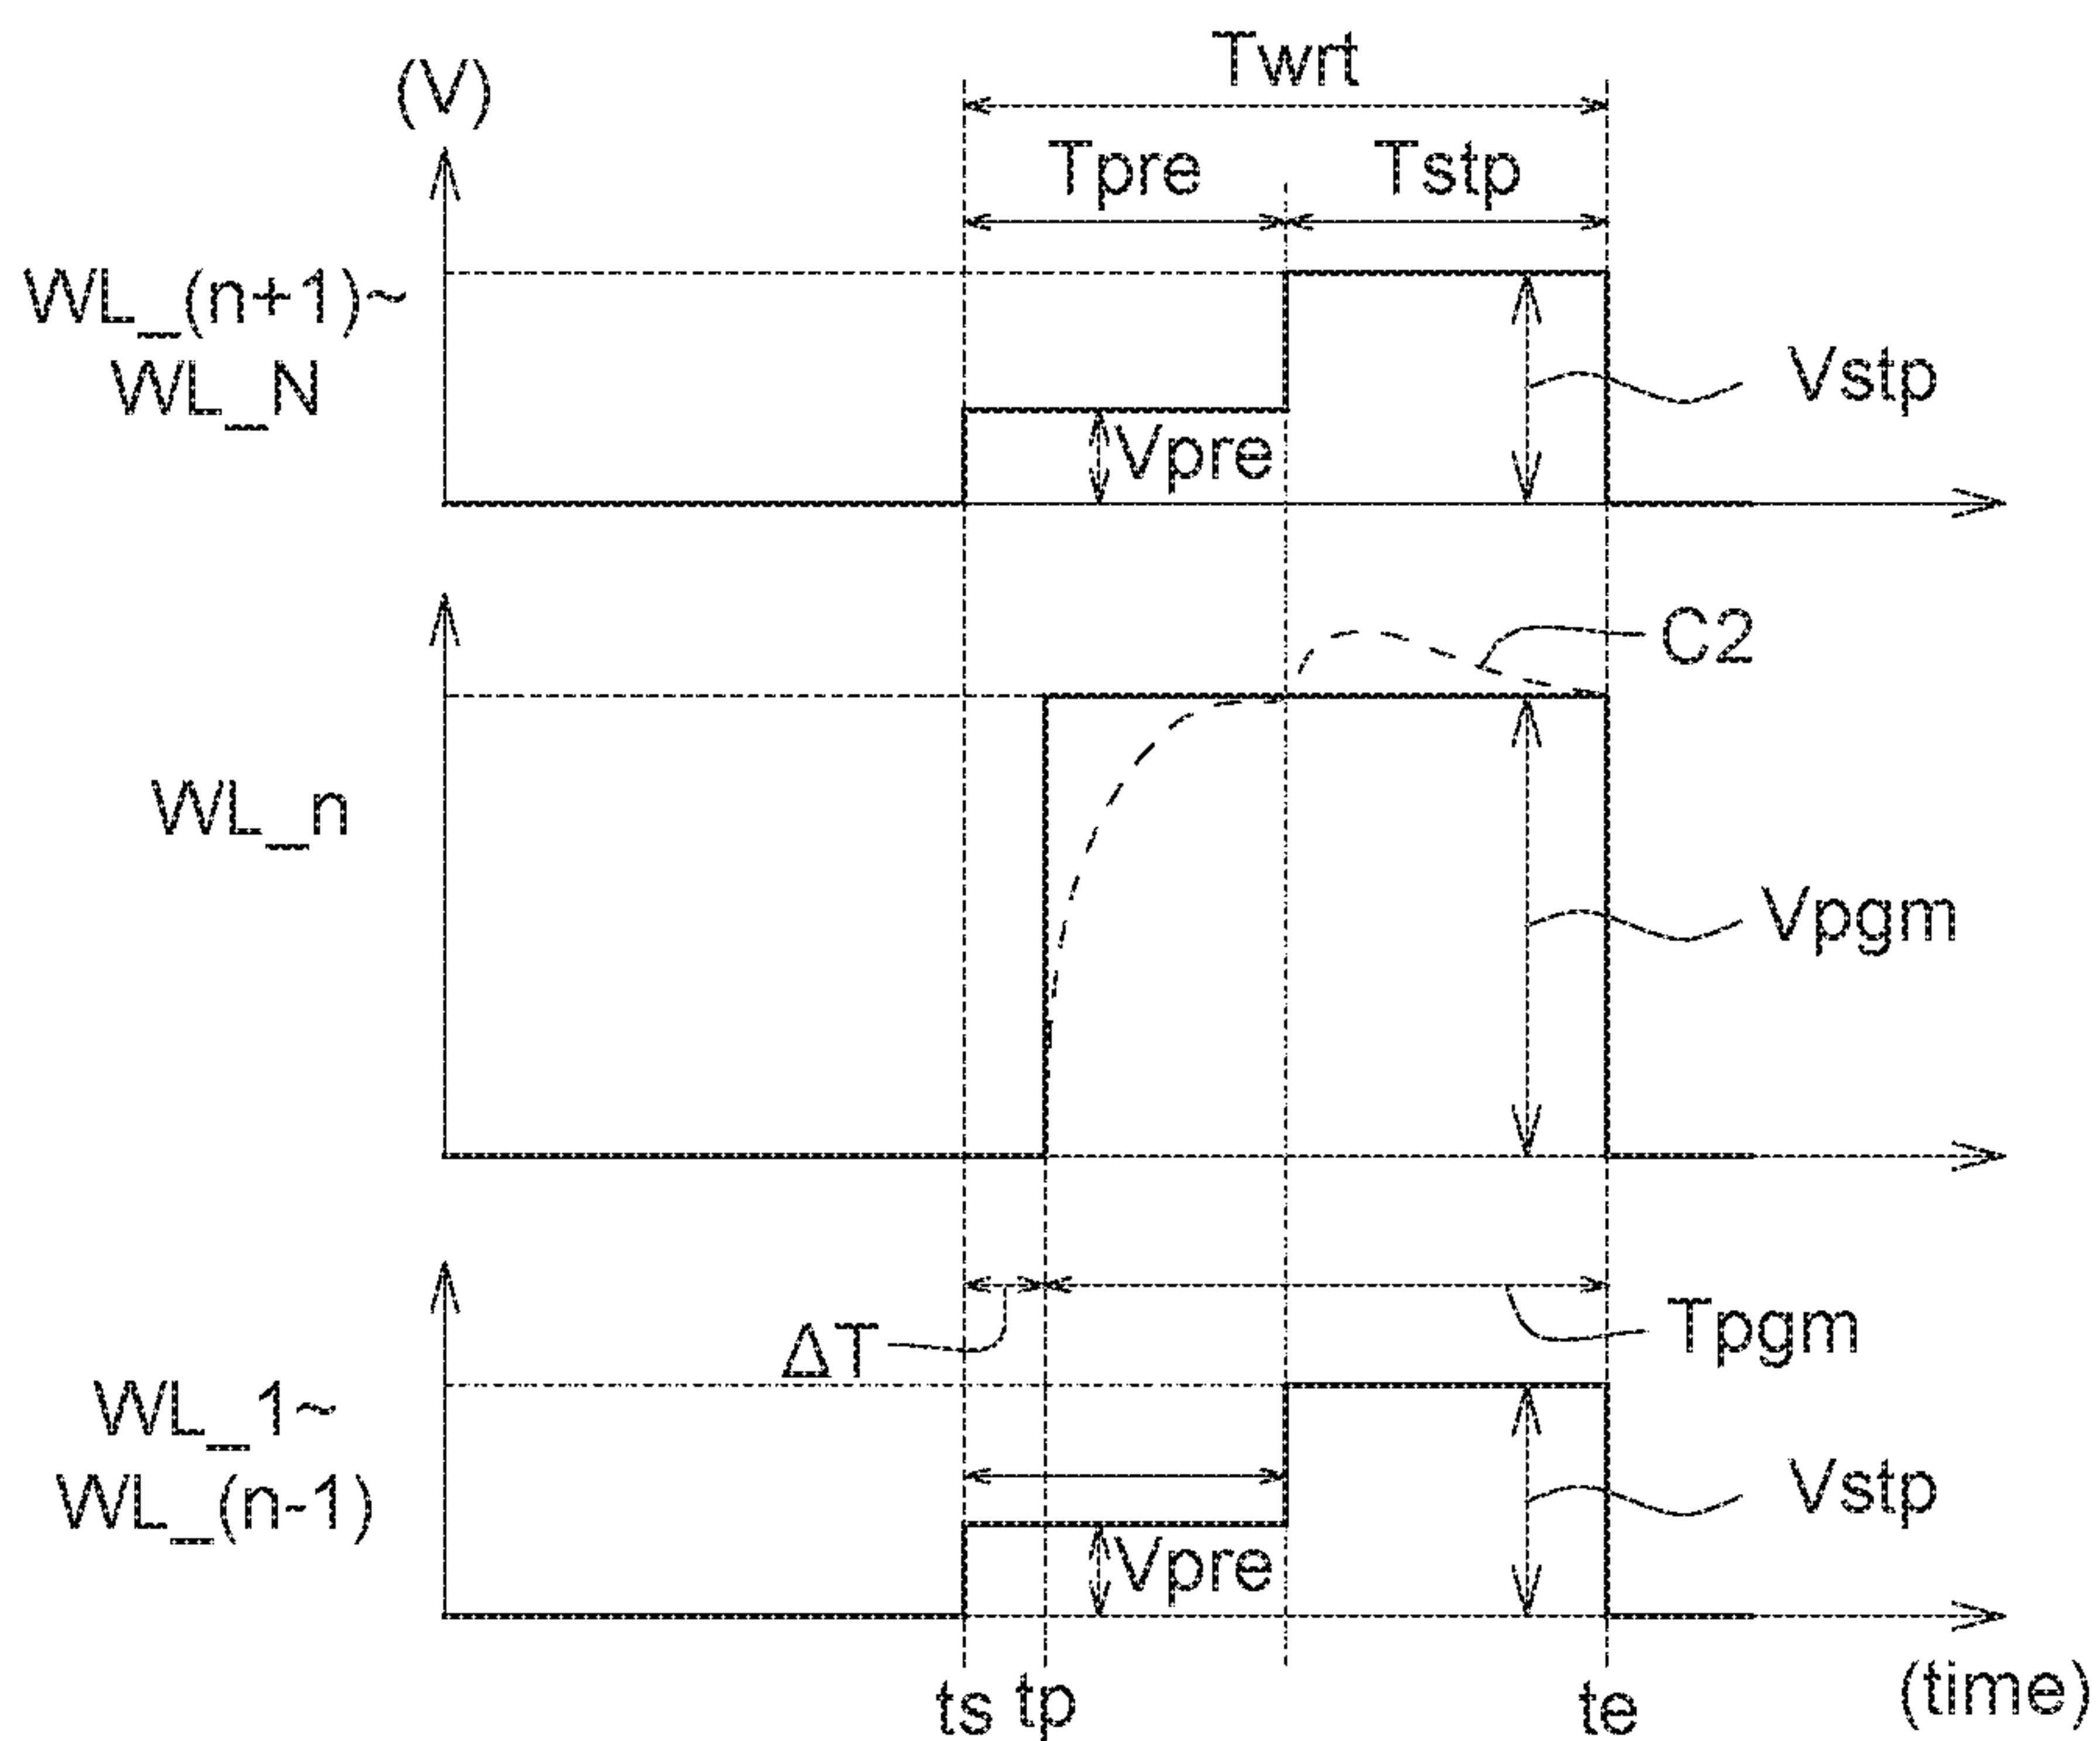 Twrt
(V)
Tpre
Tstp
WL_(n+1)~
WL_N
Vstp
Vpre
C2
WL_n
Vpgm
ΔT
Tpgm
WL_1~
WL_(n-1)
Vstp
Vpre
ts
tp
te
(time)